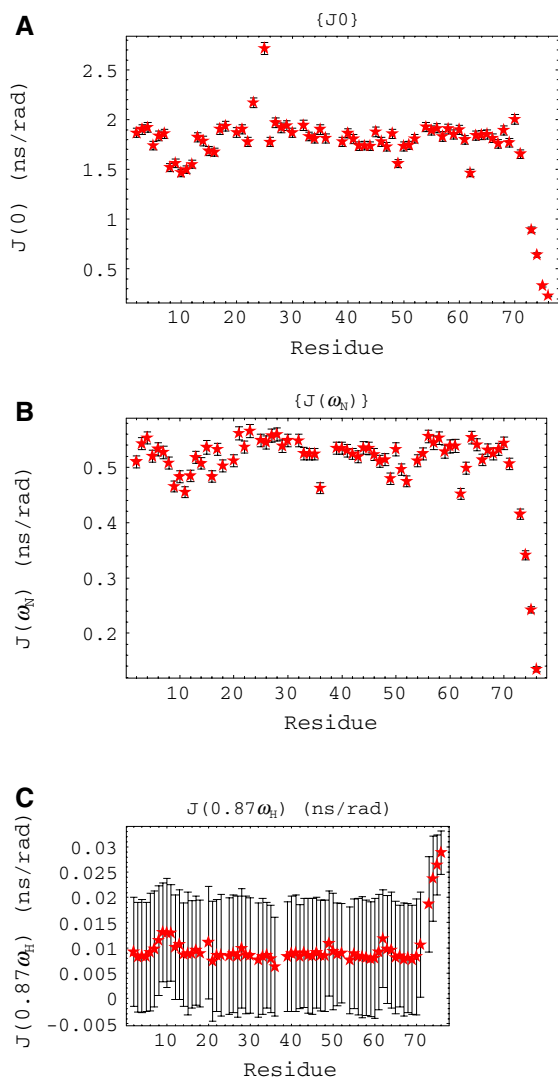 A
{J0}
J(0) (ns/rad)
2.5
2
1.5
1
0.5
10 20 30 40 50 60 70
Residue
B
{J(ωN)}
J(ωN) (ns/rad)
0.5
0.4
0.3
0.2
10 20 30 40 50 60 70
Residue
C
J(0.87ωH) (ns/rad)
J(0.87ωH) (ns/rad)
0.03
0.025
0.02
0.015
0.01
0.005
0
-0.005
10 20 30 40 50 60 70
Residue